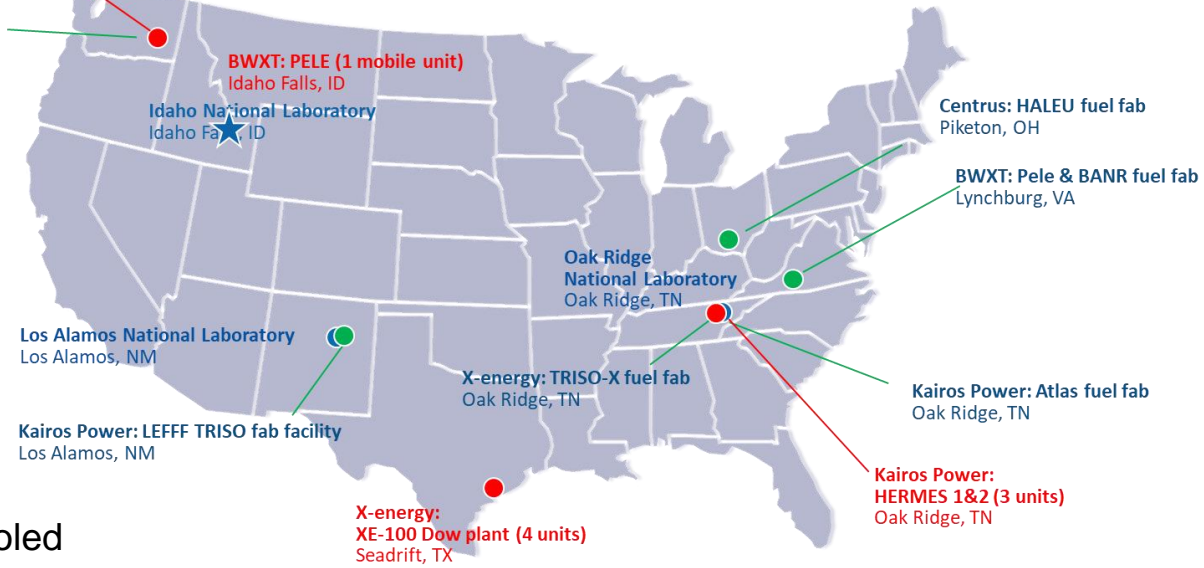 BWXT: PELE (1 mobile unit)
Idaho Falls, ID
Idaho National Laboratory
Idaho Falls, ID
Centrus: HALEU fuel fab
Piketon, OH
BWXT: Pele & BANR fuel fab
Lynchburg, VA
Oak Ridge
National Laboratory
Oak Ridge, TN
Los Alamos National Laboratory
Los Alamos, NM
X-energy: TRISO-X fuel fab
Oak Ridge, TN
Kairos Power: Atlas fuel fab
Oak Ridge, TN
Kairos Power: LEFFF TRISO fab facility
Los Alamos, NM
Kairos Power:
HERMES 1&2 (3 units)
Oak Ridge, TN
X-energy:
XE-100 Dow plant (4 units)
Seadrift, TX